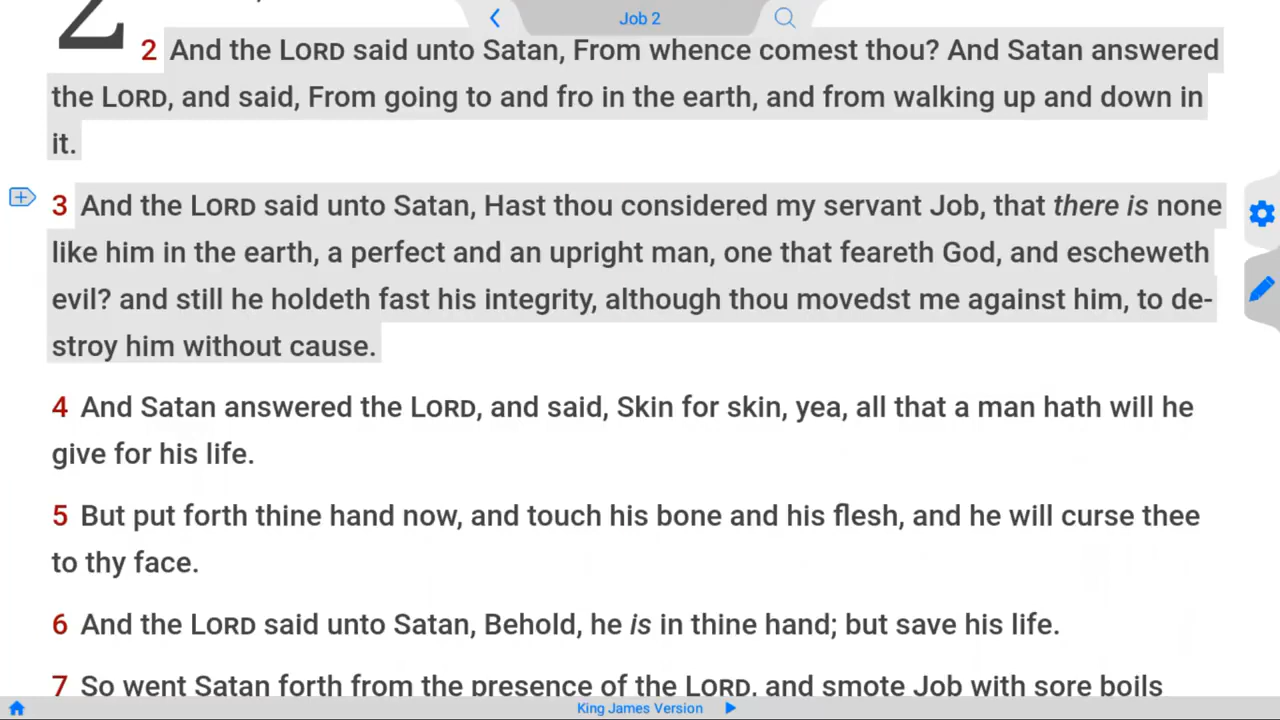 Job 2
2
2 And the LORD said unto Satan, From whence comest thou? And Satan answered
the LORD, and said, From going to and fro in the earth, and from walking up and down in
it.
3 And the LORD said unto Satan, Hast thou considered my servant Job, that there is none
like him in the earth, a perfect and an upright man, one that feareth God, and escheweth
evil? and still he holdeth fast his integrity, although thou movedst me against him, to de-
stroy him without cause.
4 And Satan answered the LORD, and said, Skin for skin, yea, all that a man hath will he
give for his life.
5 But put forth thine hand now, and touch his bone and his flesh, and he will curse thee
to thy face.
6 And the LORD said unto Satan, Behold, he is in thine hand; but save his life.
7 So went Satan forth from the presence of the LORD, and smote Job with sore boils
King James Version